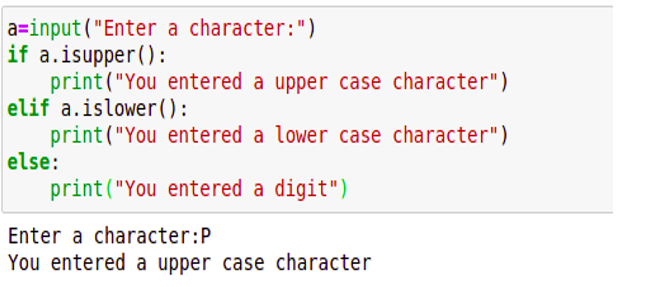 a=input("Enter a character:")
if a.isupper():
    print("You entered a upper case character")
elif a.islower():
    print("You entered a lower case character")
else:
    print("You entered a digit")
Enter a character:P
You entered a upper case character